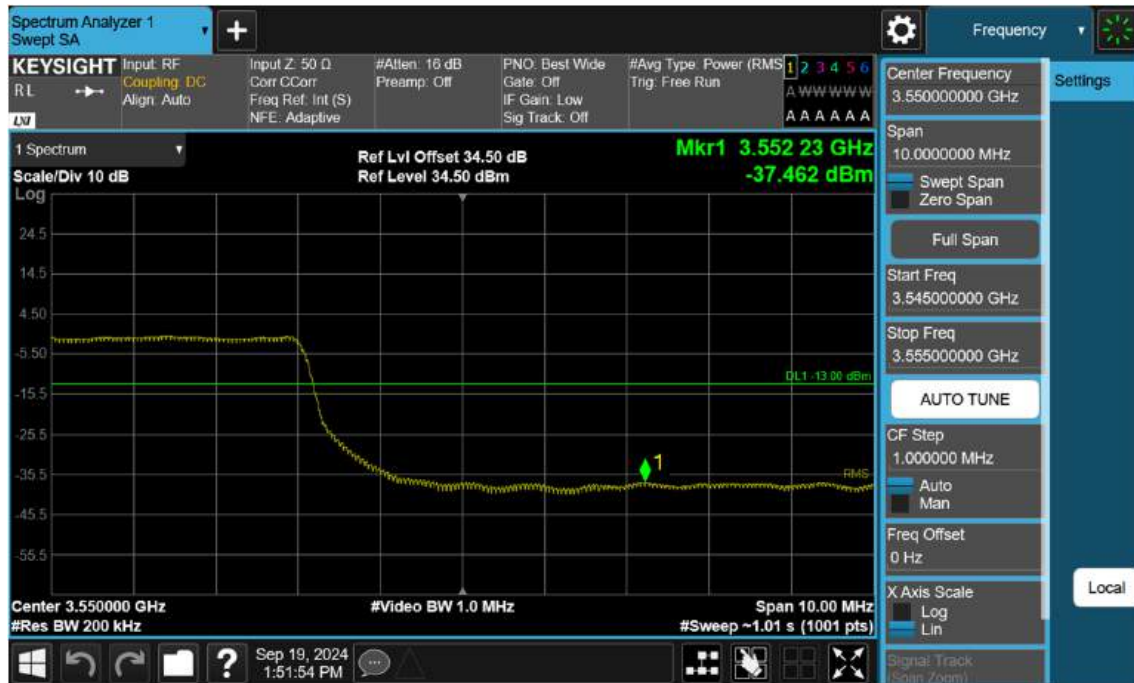 Spectrum Analyzer 1
Swept SA
Frequency
KEYSIGHT
RL
LXI
Input: RF
Coupling: DC
Align: Auto
Input Z: 50 Ω
Corr CCorr
Freq Ref: Int (S)
NFE: Adaptive
#Atten: 16 dB
Preamp: Off
PNO: Best Wide
Gate: Off
IF Gain: Low
Sig Track: Off
#Avg Type: Power (RMS
Trig: Free Run
1 2 3 4 5 6
A W W W W W
A A A A A A
1 Spectrum
Scale/Div 10 dB
Ref Lvl Offset 34.50 dB
Ref Level 34.50 dBm
Mkr1 3.552 23 GHz
-37.462 dBm
Log
24.5
14.5
4.50
-5.50
DL1 -13.00 dBm
-15.5
-25.5
1
-35.5
RMS
-45.5
-55.5
Center 3.550000 GHz
#Video BW 1.0 MHz
Span 10.00 MHz
#Res BW 200 kHz
#Sweep ~1.01 s (1001 pts)
Sep 19, 2024
1:51:54 PM
Center Frequency
3.550000000 GHz
Settings
Span
10.0000000 MHz
Swept Span
Zero Span
Full Span
Start Freq
3.545000000 GHz
Stop Freq
3.555000000 GHz
AUTO TUNE
CF Step
1.000000 MHz
Auto
Man
Freq Offset
0 Hz
X Axis Scale
Log
Lin
Local
Signal Track
(Span Zoom)